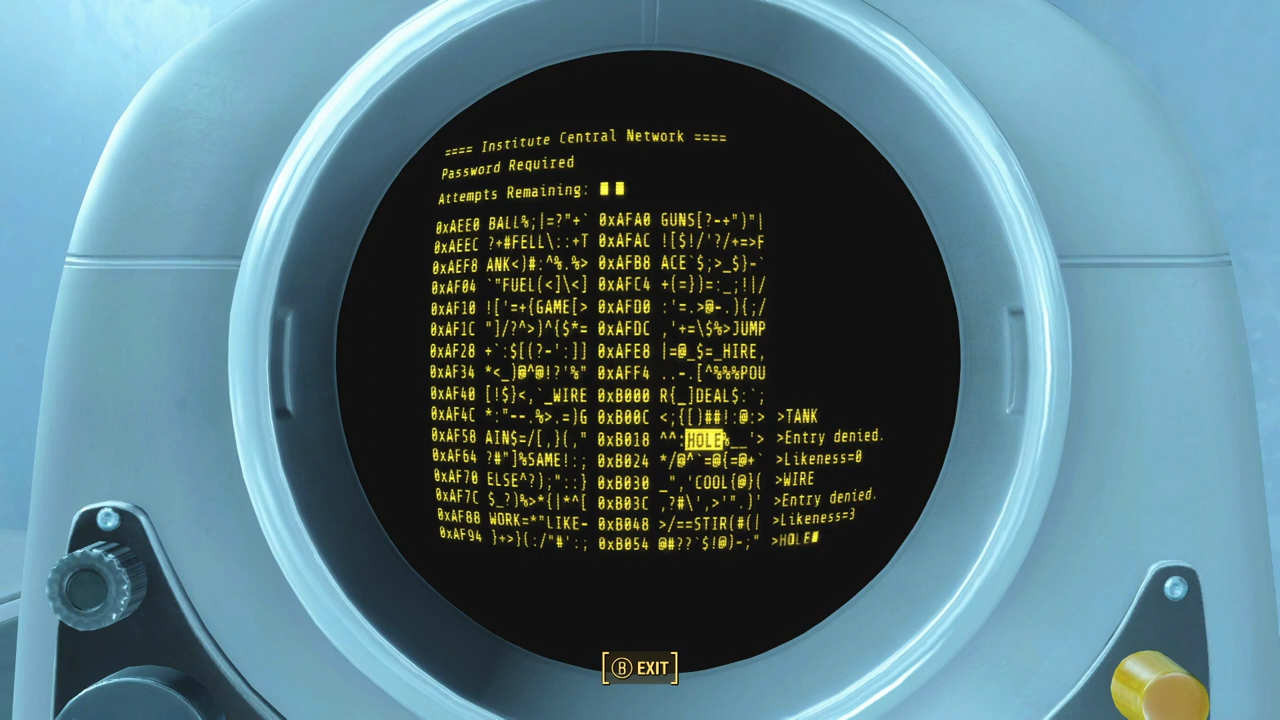 ==== Institute Central Network ====
Password Required
Attempts Remaining: ■ ■
0xAEE0 BALL%;|=?"+` 0xAFA0 GUNS[?-+")"|
0xAEEC ?+#FELL\::+T 0xAFAC ![$!/'?/+=>F
0xAEF8 ANK<)#:^%.%> 0xAFB8 ACE`$;>_$}-`
0xAF04 `"FUEL(<]\<] 0xAFC4 +(=})=:_;!|/
0xAF10 !['=+{GAME[> 0xAFD0 :'=.>@-.){;/
0xAF1C "]/?^>)^{$*= 0xAFDC ,'+=\$%>JUMP
0xAF28 +`:$[(?-':]] 0xAFE8 |=@_$=_HIRE,
0xAF34 *<_)@^@!?'%" 0xAFF4 ..-.[^%%%POU
0xAF40 [!$}<,`_WIRE 0xB000 R{_]DEAL$:`;
0xAF4C *:"--.%>.=)G 0xB00C <;{[)##!:@:> >TANK
0xAF58 AIN$=/[,}(," 0xB018 ^^:HOLE%__'> >Entry denied.
0xAF64 ?#"]%SAME!:; 0xB024 */@^`=@{=@+` >Likeness=0
0xAF70 ELSE^?);"::} 0xB030 _",'COOL{@}( >WIRE
0xAF7C $_?)%>*{|*^[ 0xB03C ,?#\',>'".)' >Entry denied.
0xAF88 WORK=*"LIKE- 0xB048 >/==STIR(#(| >Likeness=3
0xAF94 }+>}(:/"#':; 0xB054 @#??`$!@)-;" >HOLE■
(B) EXIT